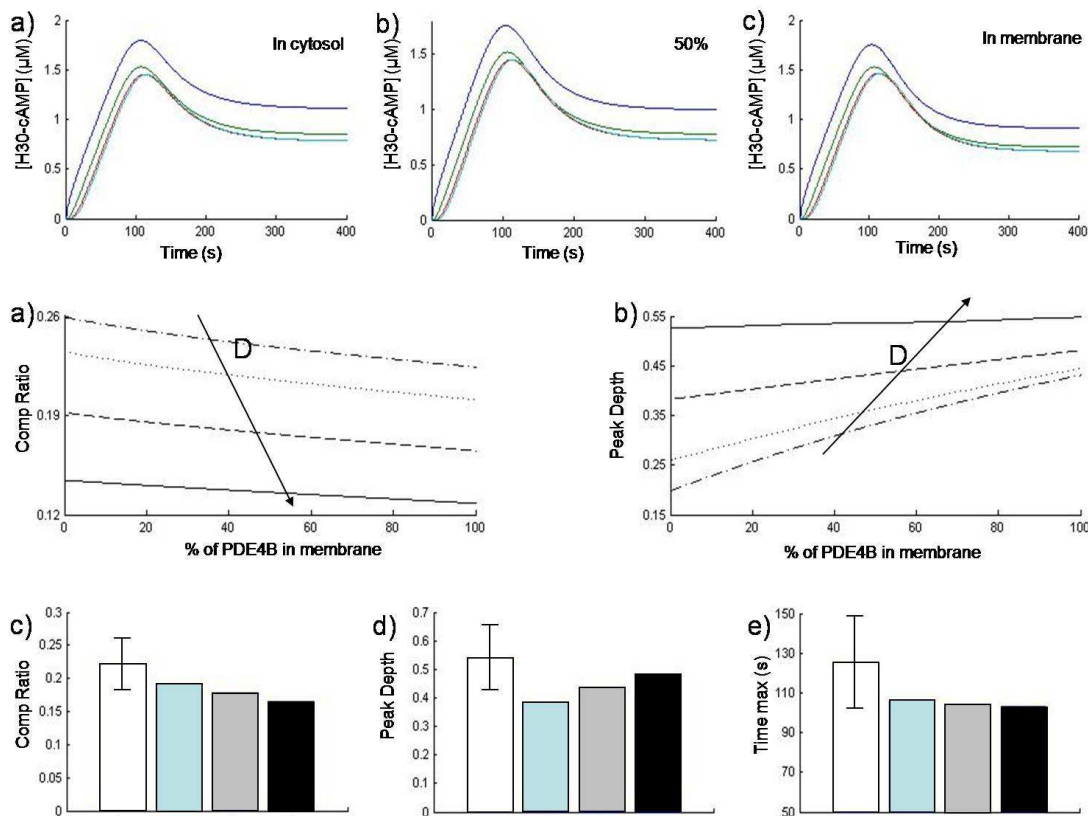 a)
In cytosol
[H30-cAMP] (µM)
2
1.5
1
0.5
0
0 100 200 300 400
Time (s)
b)
50%
[H30-cAMP] (µM)
1.5
1
0.5
0
0 100 200 300 400
Time (s)
c)
In membrane
[H30-cAMP] (µM)
2
1.5
1
0.5
0
0 100 200 300 400
Time (s)
a)
Comp Ratio
0.26
0.19
0.12
D
0 20 40 60 80 100
% of PDE4B in membrane
b)
Peak Depth
0.55
0.45
0.35
0.25
0.15
D
0 20 40 60 80 100
% of PDE4B in membrane
c)
Comp Ratio
0.3
0.25
0.2
0.15
0.1
0.05
0
d)
Peak Depth
0.7
0.6
0.5
0.4
0.3
0.2
0.1
0
e)
Time max (s)
150
130
110
90
70
50